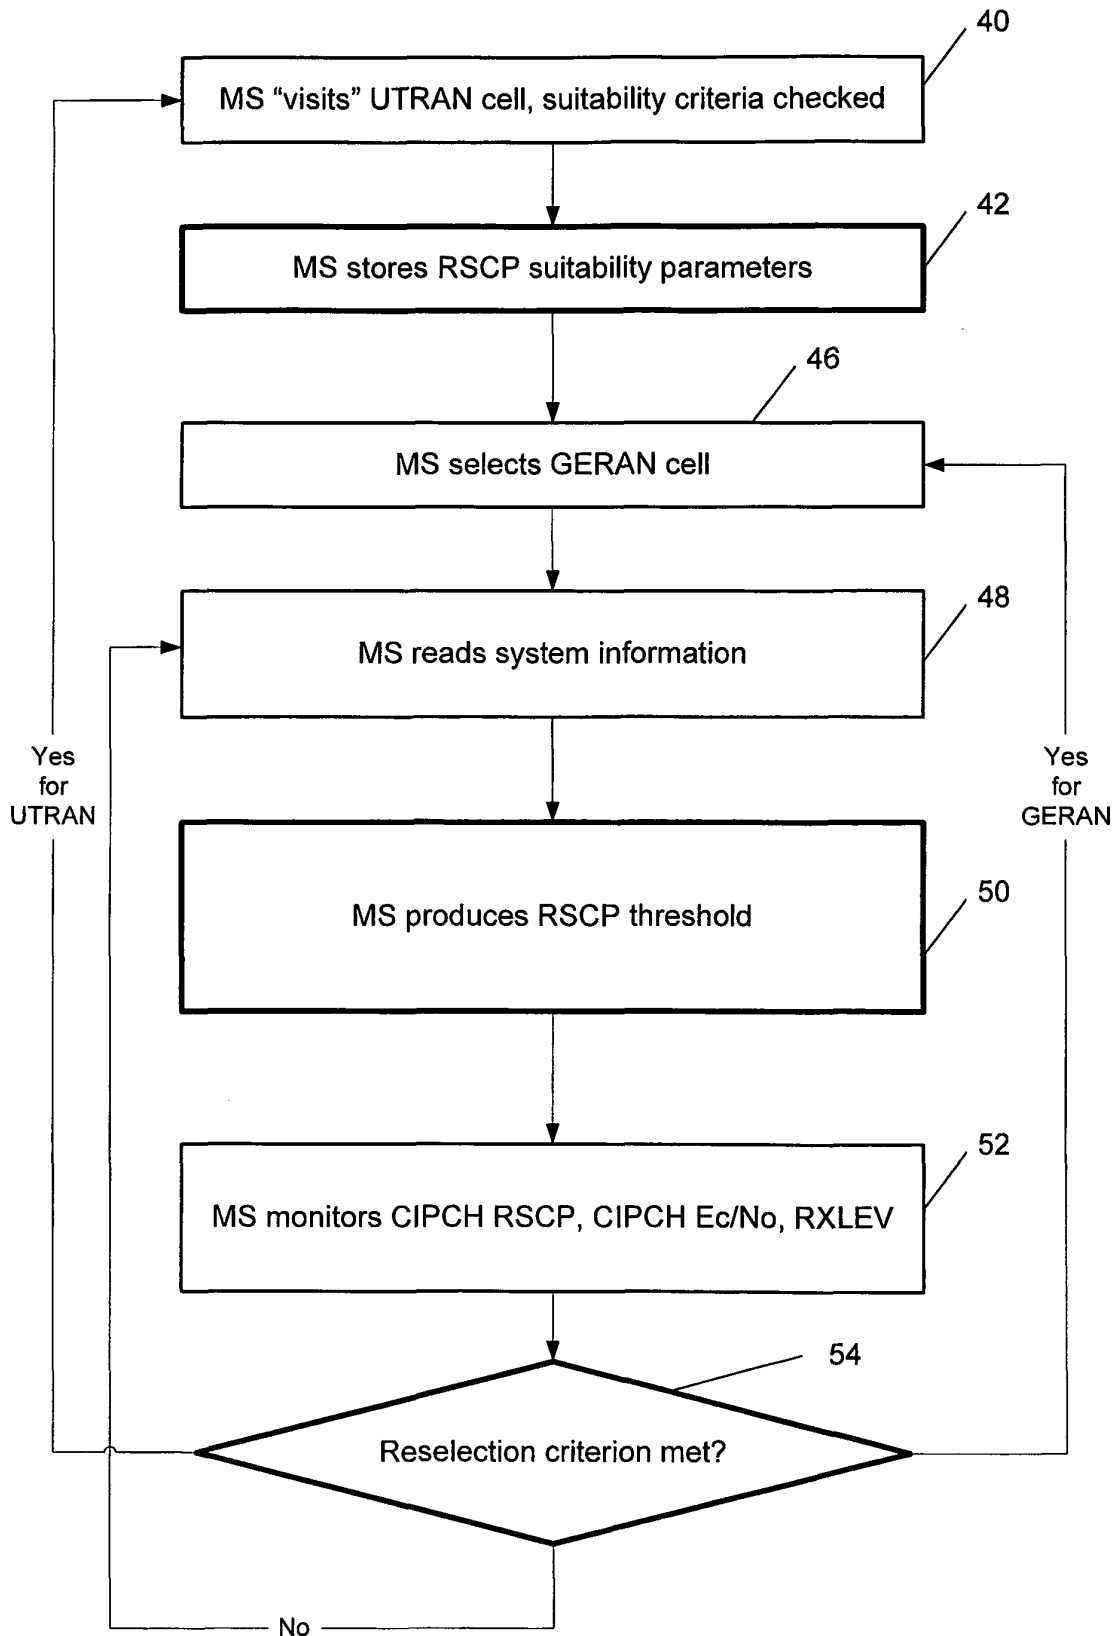 40
MS “visits” UTRAN cell, suitability criteria checked
42
MS stores RSCP suitability parameters
46
MS selects GERAN cell
48
MS reads system information
Yes
for
UTRAN
Yes
for
GERAN
50
MS produces RSCP threshold
52
MS monitors CIPCH RSCP, CIPCH Ec/No, RXLEV
54
Reselection criterion met?
No